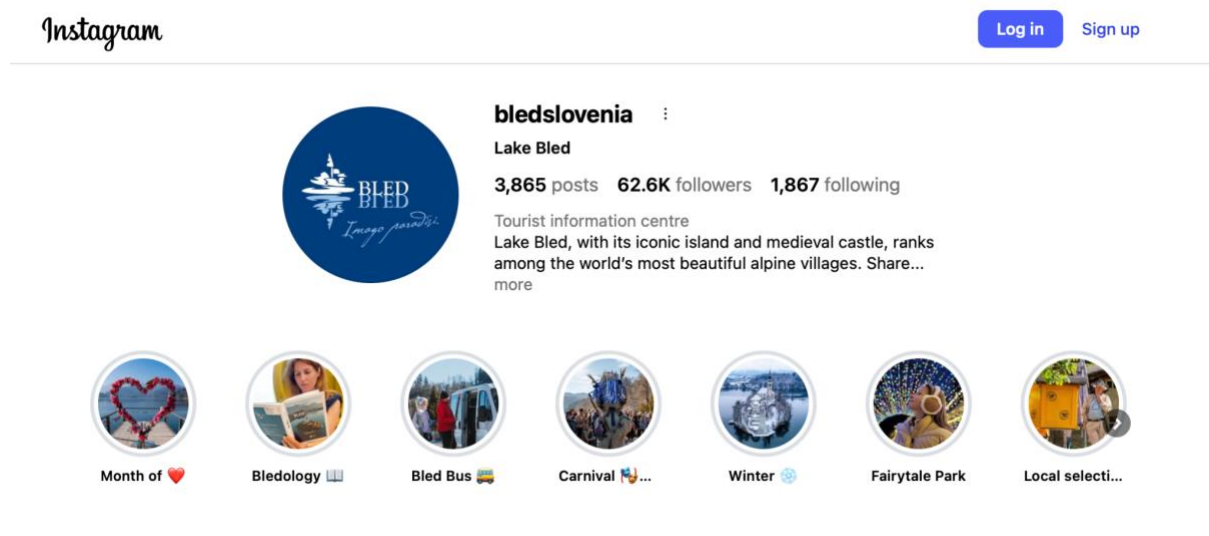 Instagram
Log in Sign up
bledslovenia
Lake Bled
3,865 posts 62.6K followers 1,867 following
Tourist information centre
Lake Bled, with its iconic island and medieval castle, ranks
among the world's most beautiful alpine villages. Share...
more
BLED
Imago paradisi.
Month of ❤️ Bledology 📖 Bled Bus 🚌 Carnival ... Winter ❄️ Fairytale Park Local selecti...